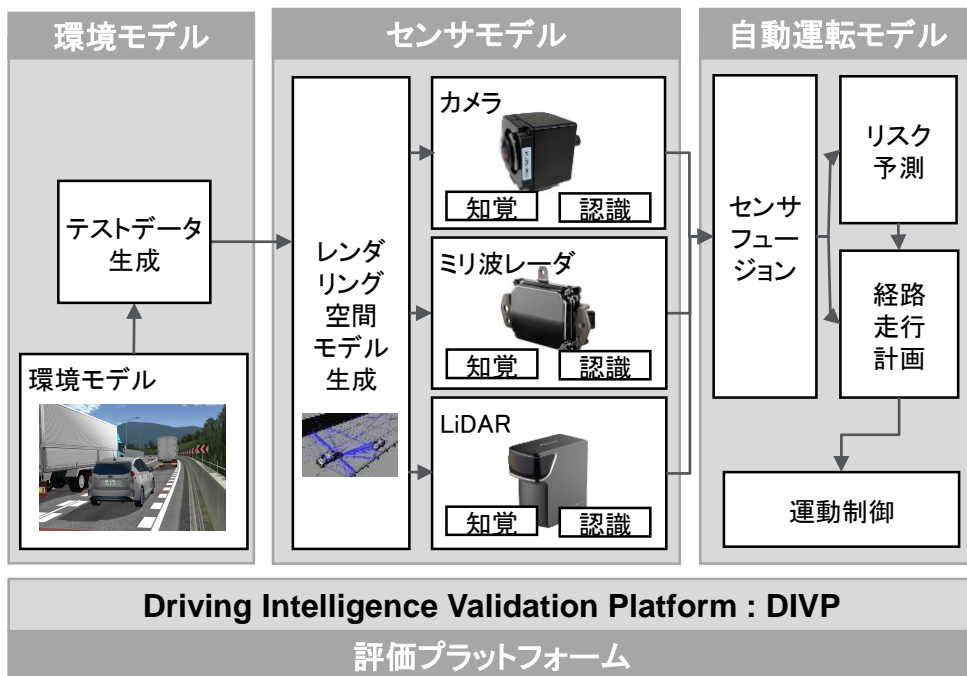 環境モデル
テストデータ
生成
環境モデル
センサモデル
レンダ
リング
空間
モデル
生成
カメラ
知覚
認識
ミリ波レーダ
知覚
認識
LiDAR
知覚
認識
自動運転モデル
センサ
フュー
ジョン
リスク
予測
経路
走行
計画
運動制御
Driving Intelligence Validation Platform : DIVP
評価プラットフォーム